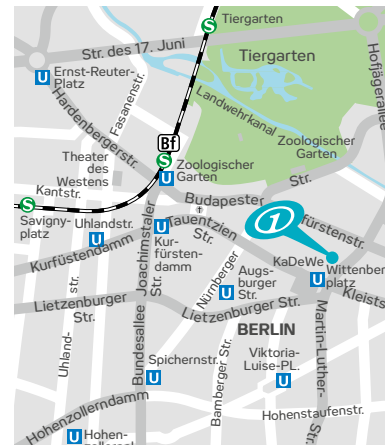 S
Tiergarten
Str. des 17. Juni
Tiergarten
U
Ernst-Reuter-
Platz
Hofjägerallee
Fasanenstr.
Hardenbergerstr.
Landwehrkanal
Bf
Zoologischer
Garten
Theater
des
Westens
S
Zoologischer
Garten
U
Kantstr.
Budapester
Str.
S
Savigny-
platz
Uhlandstr.
U
U
Kur-
fürsten-
damm
Tauentzien
Str.
1
fürstenstr.
Kurfüstendamm
Joachimstaler
Str.
KaDeWe
Wittenberg
platz
U
Nürnberger
Augs-
burger
Str.
U
Kleists
Lietzenburger
Str.
Lietzenburger Str.
BERLIN
Uhland-
str.
Bundesallee
Martin-Luther-
Str.
Spichernstr.
U
Viktoria-
Luise-PL.
U
Bamberger Str.
Hohenzollerndamm
Hohenstaufenstr.
U
Hohen-